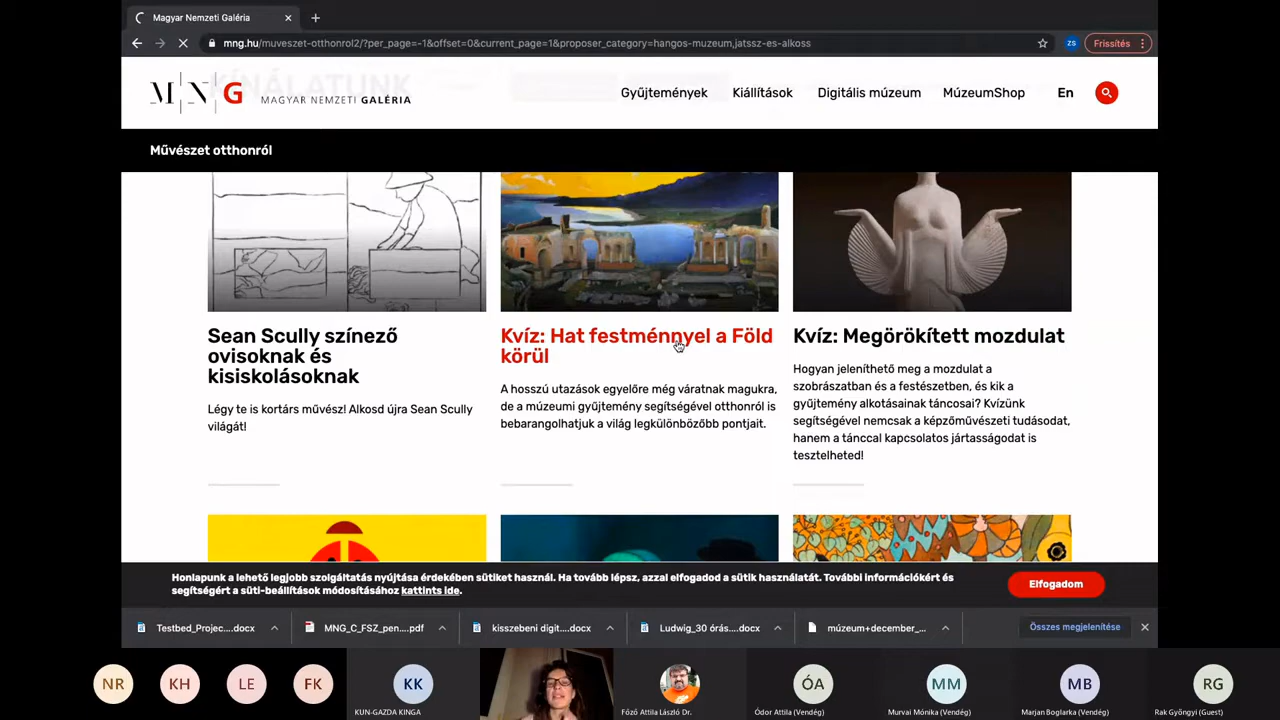 Magyar Nemzeti Galéria
mng.hu/muveszet-otthonrol2/?per_page=-1&offset=0&current_page=1&proposer_category=hangos-muzeum,jatssz-es-alkoss
ZS
Frissítés
KÍNÁLATUNK
MNG MAGYAR NEMZETI GALÉRIA
Gyűjtemények
Kiállítások
Digitális múzeum
MúzeumShop
En
Művészet otthonról
Sean Scully színező
ovisoknak és
kisiskolásoknak
Légy te is kortárs művész! Alkosd újra Sean Scully
világát!
Kvíz: Hat festménnyel a Föld
körül
A hosszú utazások egyelőre még váratnak magukra,
de a múzeumi gyűjtemény segítségével otthonról is
bebarangolhatjuk a világ legkülönbözőbb pontjait.
Kvíz: Megörökített mozdulat
Hogyan jeleníthető meg a mozdulat a
szobrászatban és a festészetben, és kik a
gyűjtemény alkotásainak táncosai? Kvízünk
segítségével nemcsak a képzőművészeti tudásodat,
hanem a tánccal kapcsolatos jártasságodat is
tesztelheted!
Honlapunk a lehető legjobb szolgáltatás nyújtása érdekében sütiket használ. Ha tovább lépsz, azzal elfogadod a sütik használatát. További információkért és
segítségért a süti-beállítások módosításához kattints ide.
Elfogadom
Testbed_Projec....docx
MNG_C_FSZ_pen....pdf
kisszebeni digit....docx
Ludwig_30 órás....docx
múzeum+december_...
Összes megjelenítése
NR
KH
LE
FK
KK
ÓA
MM
MB
RG
KUN-GAZDA KINGA
Főző Attila László Dr.
Ódor Attila (Vendég)
Murvai Mónika (Vendég)
Marjan Boglarka (Vendég)
Rak Gyöngyi (Guest)